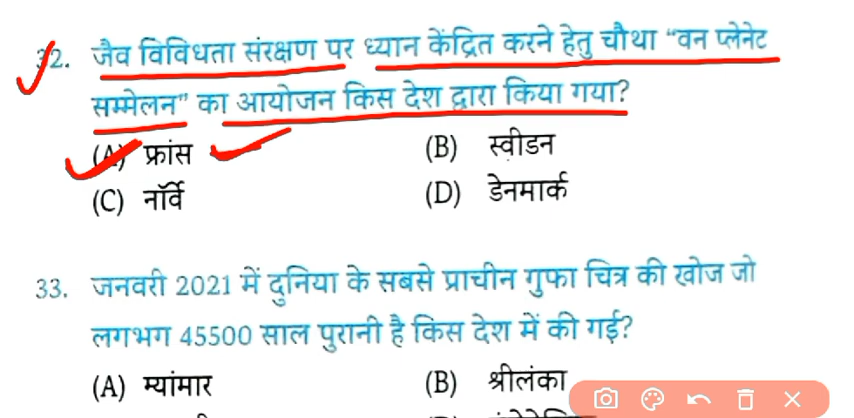 32. जैव विविधता संरक्षण पर ध्यान केंद्रित करने हेतु चौथा “वन प्लेनेट
सम्मेलन” का आयोजन किस देश द्वारा किया गया?
(A) फ्रांस (B) स्वीडन
(C) नॉर्वे (D) डेनमार्क
33. जनवरी 2021 में दुनिया के सबसे प्राचीन गुफा चित्र की खोज जो
लगभग 45500 साल पुरानी है किस देश में की गई?
(A) म्यांमार (B) श्रीलंका